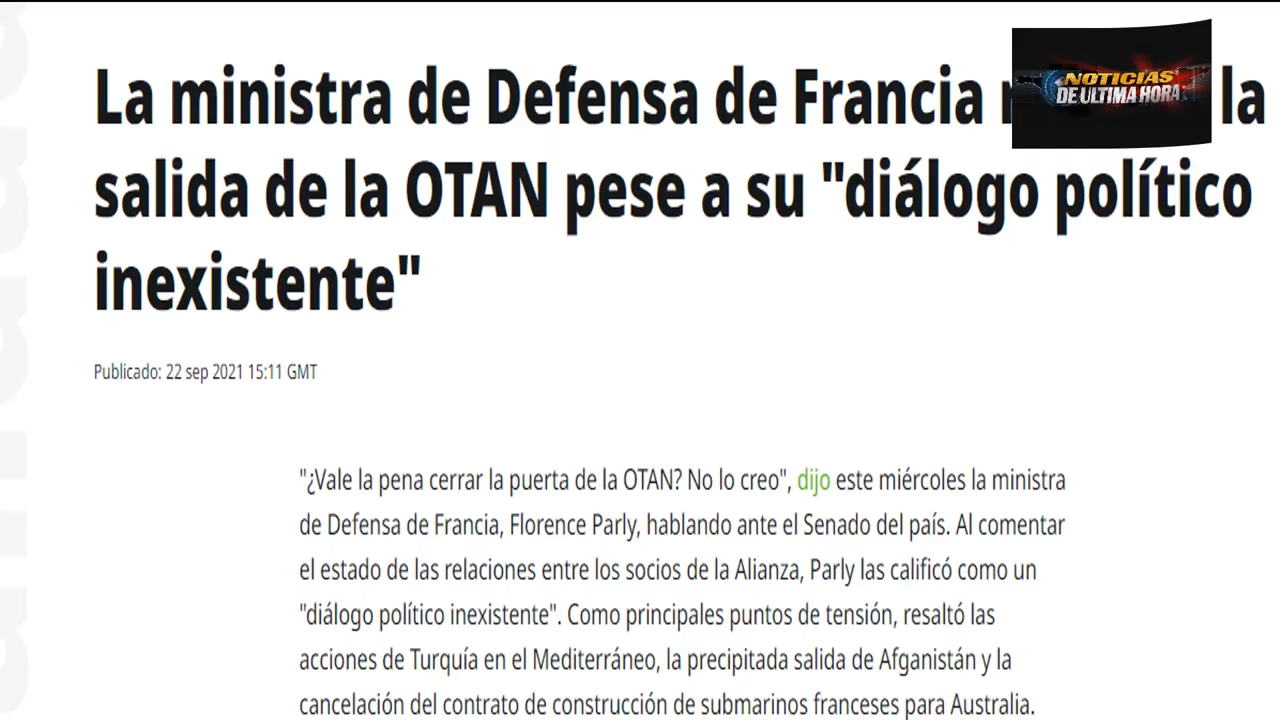 La ministra de Defensa de Francia la
NOTICIAS
DE ULTIMA HORA
salida de la OTAN pese a su "diálogo político
inexistente"
Publicado: 22 sep 2021 15:11 GMT
"¿Vale la pena cerrar la puerta de la OTAN? No lo creo", dijo este miércoles la ministra
de Defensa de Francia, Florence Parly, hablando ante el Senado del país. Al comentar
el estado de las relaciones entre los socios de la Alianza, Parly las calificó como un
"diálogo político inexistente". Como principales puntos de tensión, resaltó las
acciones de Turquía en el Mediterráneo, la precipitada salida de Afganistán y la
cancelación del contrato de construcción de submarinos franceses para Australia.